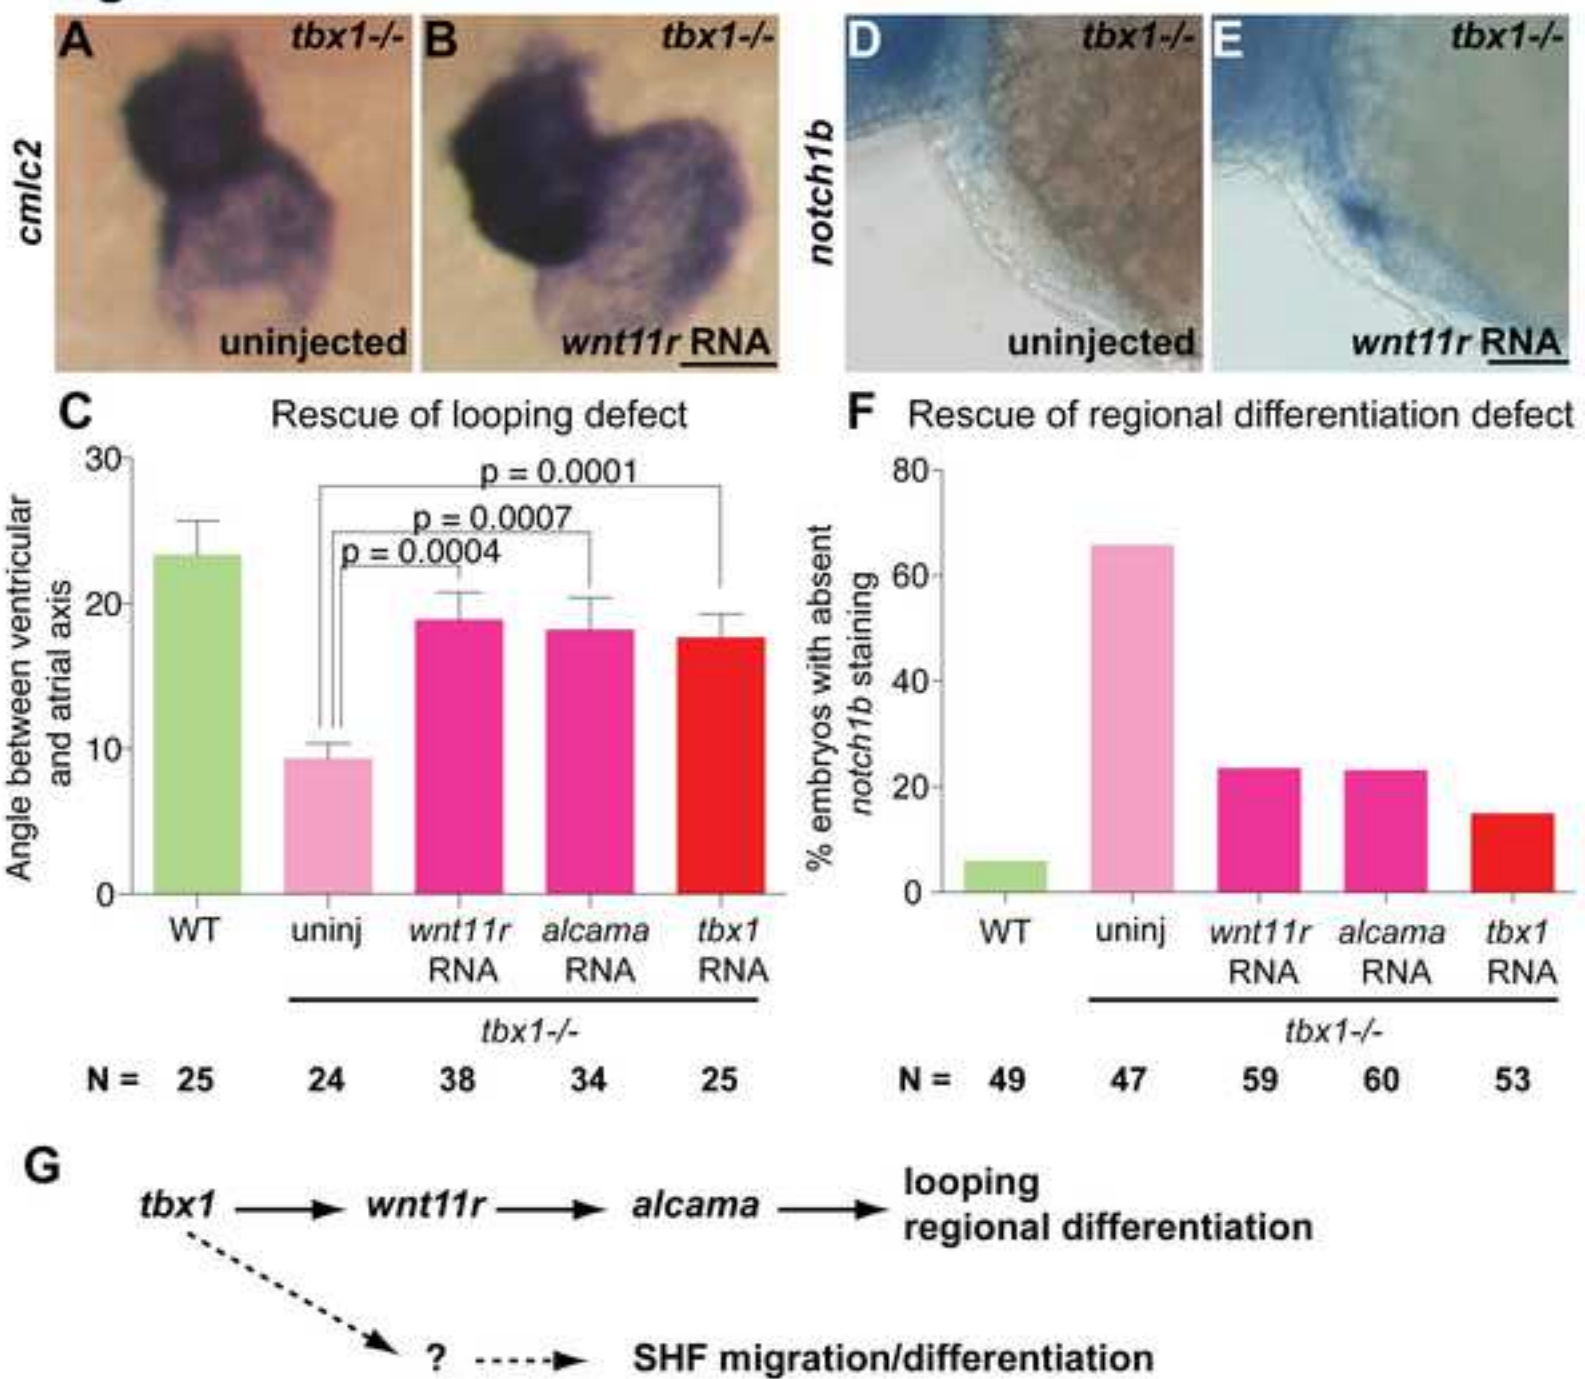 A
tbx1-/-
B
tbx1-/-
D
tbx1-/-
E
tbx1-/-
cmlc2
notch1b
uninjected
wnt11r RNA
uninjected
wnt11r RNA
C
Rescue of looping defect
Angle between ventricular
and atrial axis
30
20
10
0
p = 0.0001
p = 0.0007
p = 0.0004
WT
uninj
wnt11r
RNA
alcama
RNA
tbx1
RNA
tbx1-/-
N = 25 24 38 34 25
F
Rescue of regional differentiation defect
% embryos with absent
notch1b staining
80
60
40
20
0
WT
uninj
wnt11r
RNA
alcama
RNA
tbx1
RNA
tbx1-/-
N = 49 47 59 60 53
G
tbx1 wnt11r alcama
looping
regional differentiation
? SHF migration/differentiation